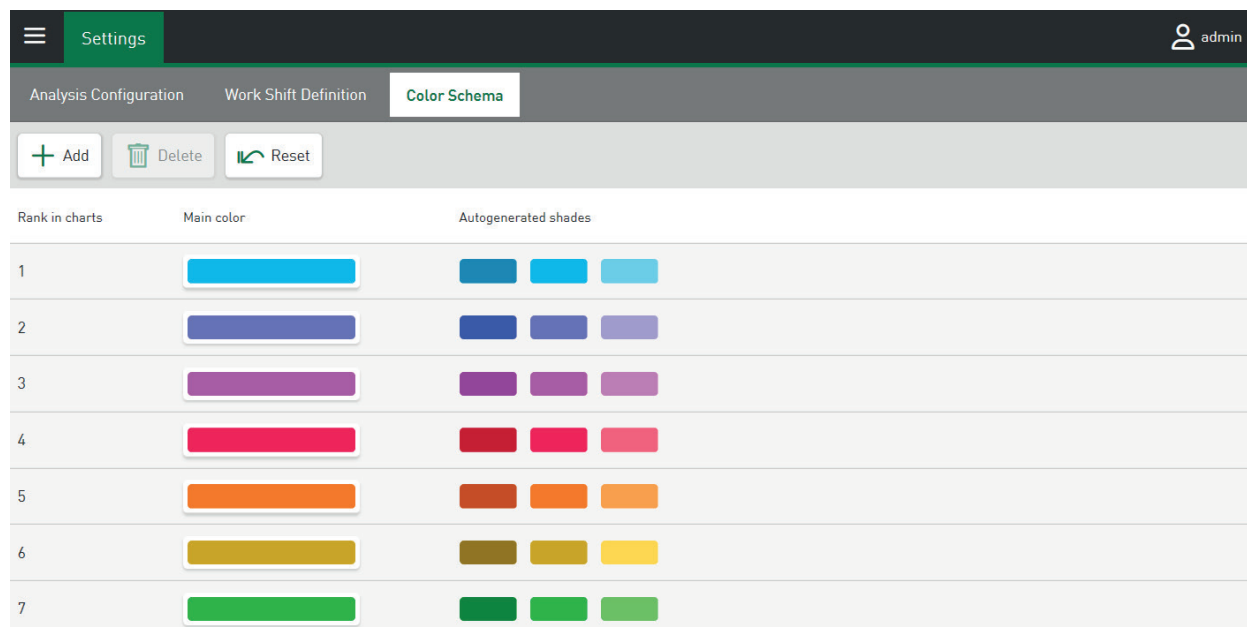 Settings admin
Analysis Configuration Work Shift Definition Color Schema
Add Delete Reset
Rank in charts Main color Autogenerated shades
1
2
3
4
5
6
7